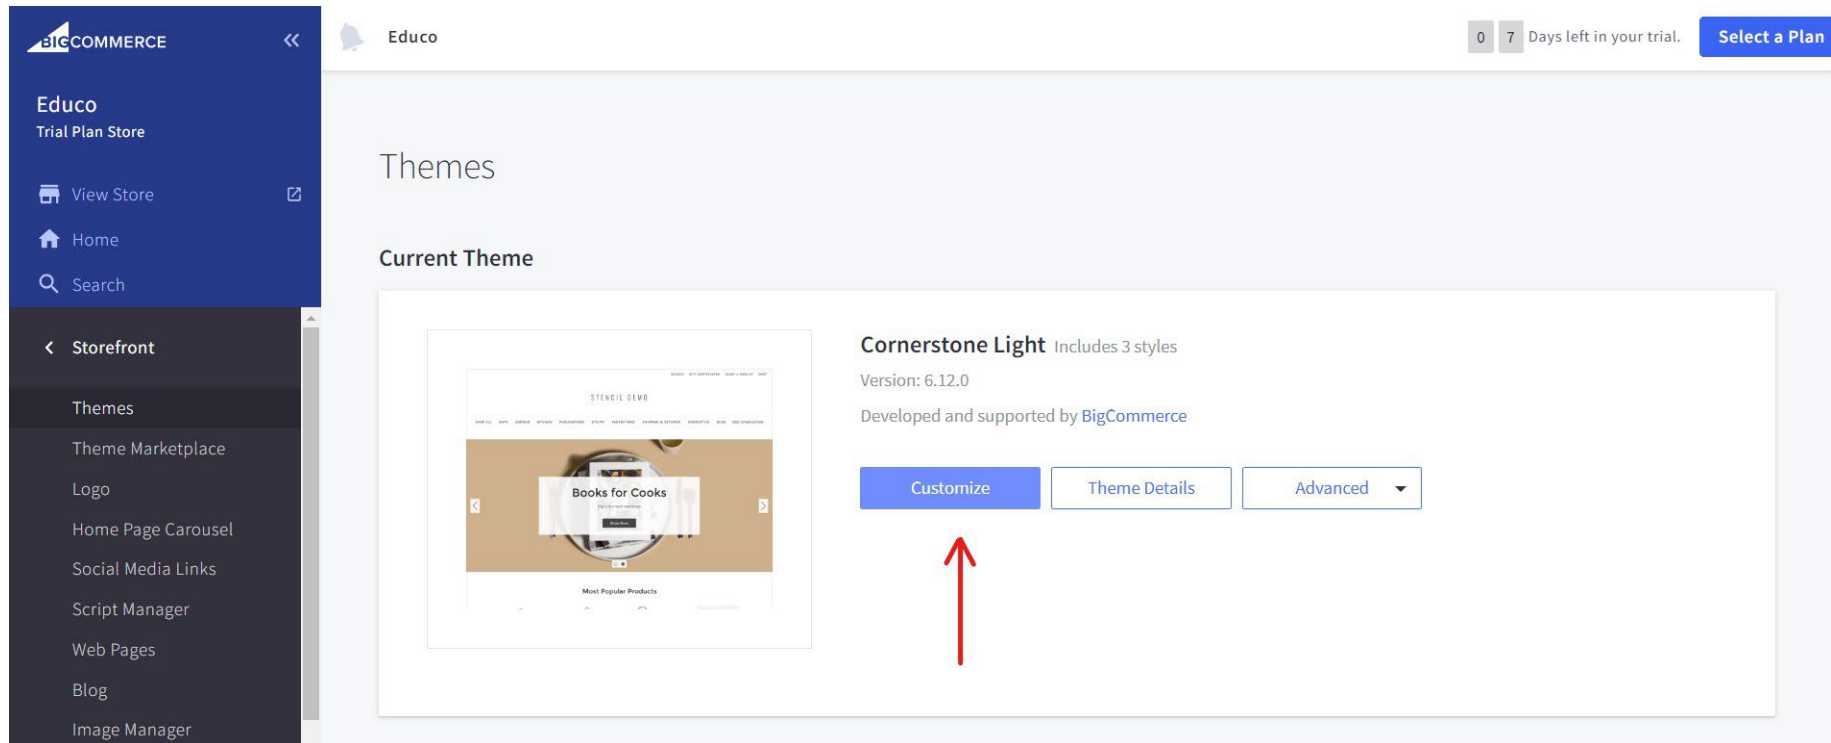 BIGCOMMERCE
Educo
0 7 Days left in your trial.
Select a Plan
Educo
Trial Plan Store
View Store
Home
Search
Storefront
Themes
Theme Marketplace
Logo
Home Page Carousel
Social Media Links
Script Manager
Web Pages
Blog
Image Manager
Themes
Current Theme
STENCIL DEMO
Books for Cooks
Shop Now
Most Popular Products
Cornerstone Light Includes 3 styles
Version: 6.12.0
Developed and supported by BigCommerce
Customize
Theme Details
Advanced